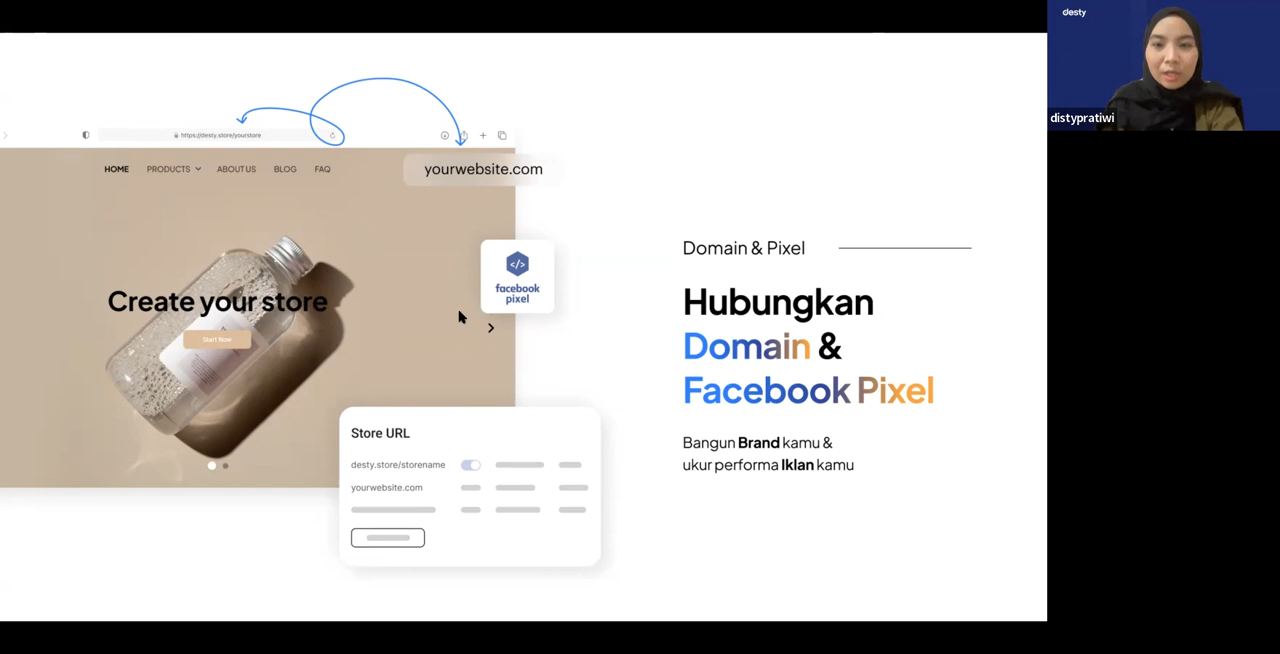 https://desty.store/yourstore
HOME PRODUCTS ABOUT US BLOG FAQ
yourwebsite.com
Create your store
Start Now
</>
facebook
pixel
Store URL
desty.store/storename
yourwebsite.com
Domain & Pixel
Hubungkan
Domain &
Facebook Pixel
Bangun Brand kamu &
ukur performa Iklan kamu
desty
distypratiwi